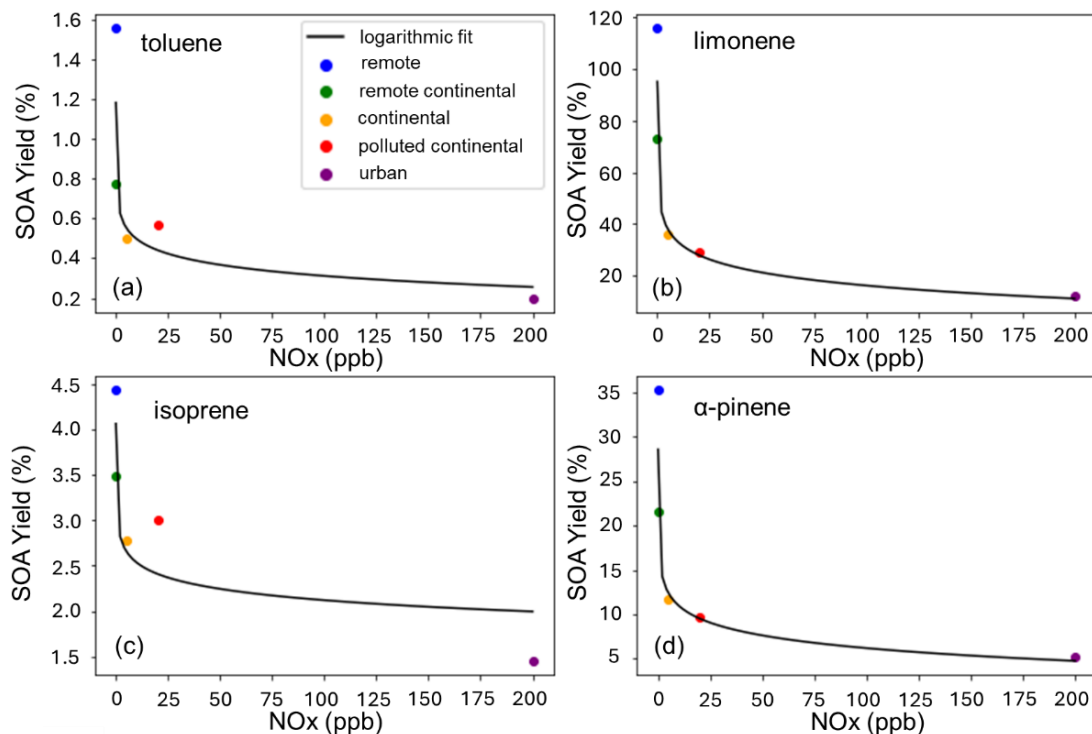 toluene
logarithmic fit
remote
remote continental
continental
polluted continental
urban
(a)
SOA Yield (%)
1.6
1.4
1.2
1.0
0.8
0.6
0.4
0.2
0 25 50 75 100 125 150 175 200
NOx (ppb)
limonene
(b)
SOA Yield (%)
120
100
80
60
40
20
0 25 50 75 100 125 150 175 200
NOx (ppb)
isoprene
(c)
SOA Yield (%)
4.5
4.0
3.5
3.0
2.5
2.0
1.5
0 25 50 75 100 125 150 175 200
NOx (ppb)
α-pinene
(d)
SOA Yield (%)
35
30
25
20
15
10
5
0 25 50 75 100 125 150 175 200
NOx (ppb)